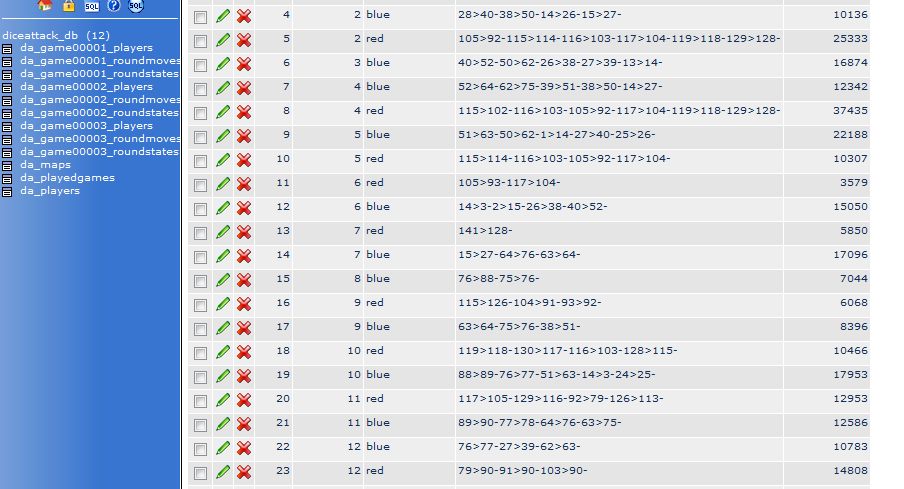 SQL
?
SQL
diceattack_db (12)
da_game00001_players
da_game00001_roundmoves
da_game00001_roundstates
da_game00002_players
da_game00002_roundmoves
da_game00002_roundstates
da_game00003_players
da_game00003_roundmoves
da_game00003_roundstates
da_maps
da_playedgames
da_players
4 2 blue 28>40-38>50-14>26-15>27- 10136
5 2 red 105>92-115>114-116>103-117>104-119>118-129>128- 25333
6 3 blue 40>52-50>62-26>38-27>39-13>14- 16874
7 4 blue 52>64-62>75-39>51-38>50-14>27- 12342
8 4 red 115>102-116>103-105>92-117>104-119>118-129>128- 37435
9 5 blue 51>63-50>62-1>14-27>40-25>26- 22188
10 5 red 115>114-116>103-105>92-117>104- 10307
11 6 red 105>93-117>104- 3579
12 6 blue 14>3-2>15-26>38-40>52- 15050
13 7 red 141>128- 5850
14 7 blue 15>27-64>76-63>64- 17096
15 8 blue 76>88-75>76- 7044
16 9 red 115>126-104>91-93>92- 6068
17 9 blue 63>64-75>76-38>51- 8396
18 10 red 119>118-130>117-116>103-128>115- 10466
19 10 blue 88>89-76>77-51>63-14>3-24>25- 17953
20 11 red 117>105-129>116-92>79-126>113- 12953
21 11 blue 89>90-77>78-64>76-63>75- 12586
22 12 blue 76>77-27>39-62>63- 10783
23 12 red 79>90-91>90-103>90- 14808